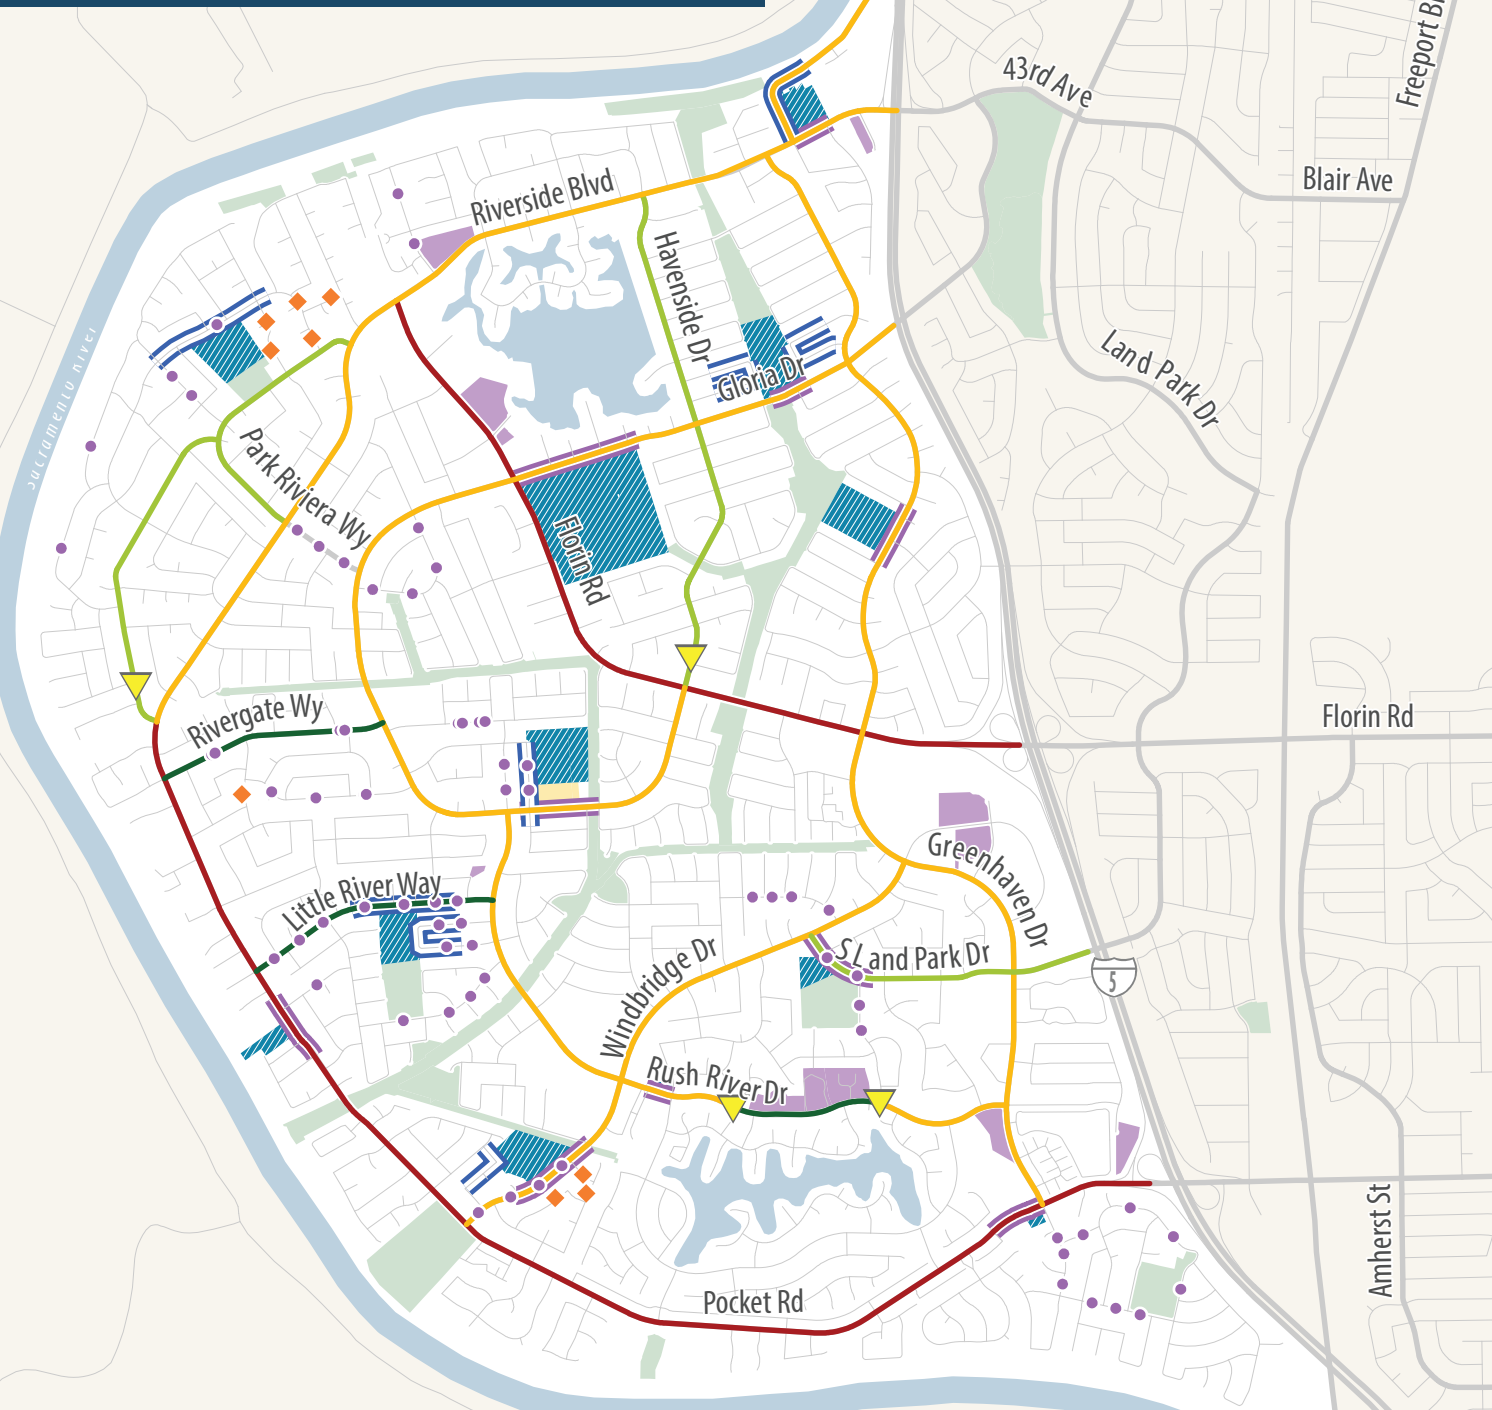 43rd Ave
Freeport Bl
Blair Ave
Riverside Blvd
Havenside Dr
Sacramento River
Land Park Dr
Gloria Dr
Park Riviera Wy
Florin Rd
Rivergate Wy
Florin Rd
Greenhaven Dr
Little River Way
S Land Park Dr
Windbridge Dr
5
Rush River Dr
Amherst St
Pocket Rd